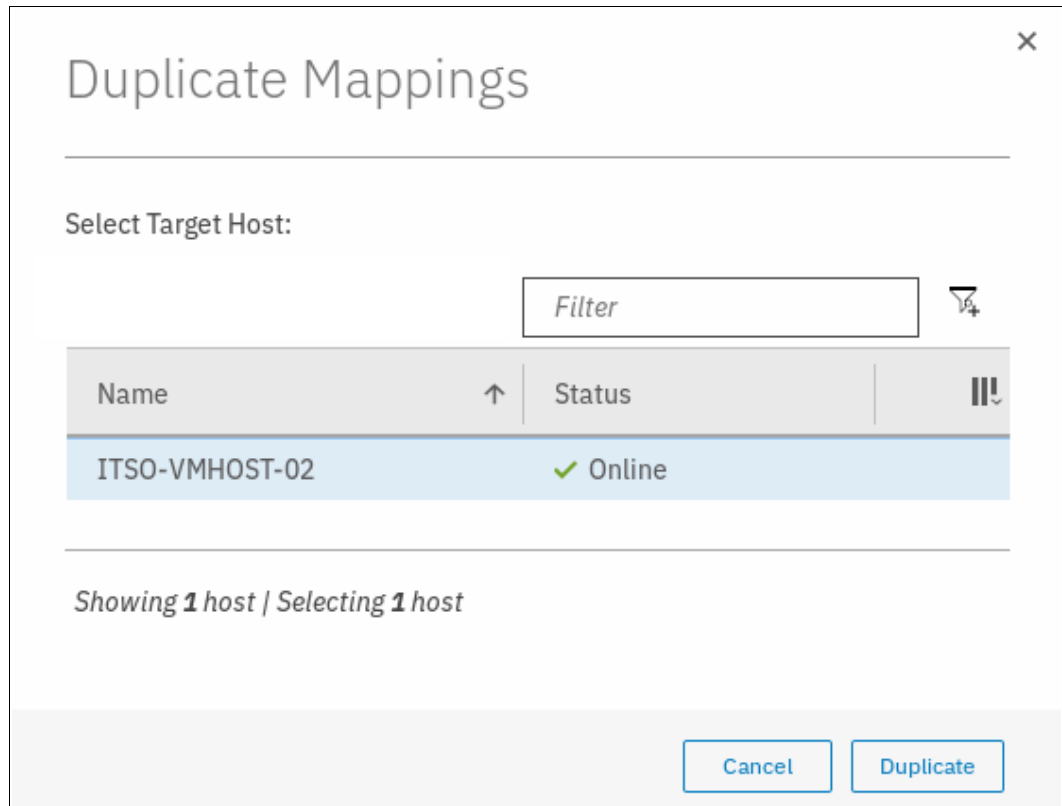 Duplicate Mappings
Select Target Host:
Filter
Name Status
ITSO-VMHOST-02 Online
Showing 1 host | Selecting 1 host
Cancel Duplicate